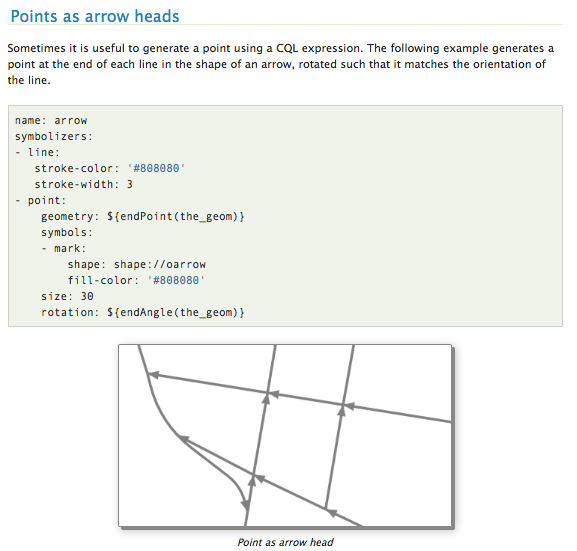 Points as arrow heads
Sometimes it is useful to generate a point using a CQL expression. The following example generates a
point at the end of each line in the shape of an arrow, rotated such that it matches the orientation of
the line.
name: arrow
symbolizers:
- line:
   stroke-color: '#808080'
   stroke-width: 3
- point:
    geometry: ${endPoint(the_geom)}
    symbols:
    - mark:
        shape: shape://oarrow
        fill-color: '#808080'
    size: 30
    rotation: ${endAngle(the_geom)}
Point as arrow head